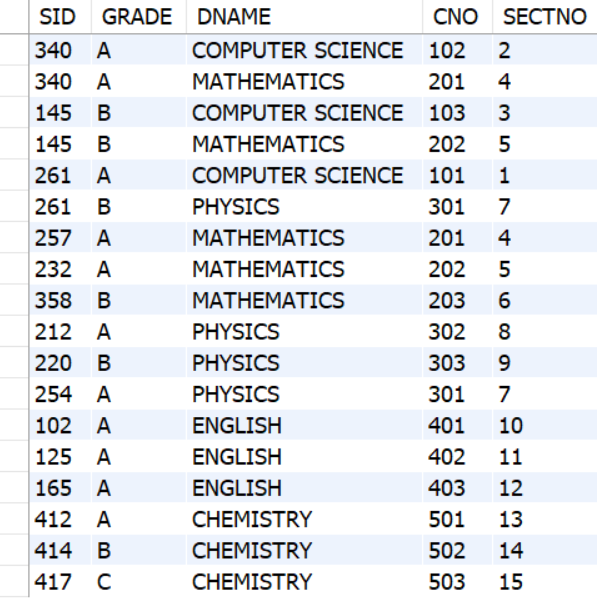 SID GRADE DNAME CNO SECTNO
340 A COMPUTER SCIENCE 102 2
340 A MATHEMATICS 201 4
145 B COMPUTER SCIENCE 103 3
145 B MATHEMATICS 202 5
261 A COMPUTER SCIENCE 101 1
261 B PHYSICS 301 7
257 A MATHEMATICS 201 4
232 A MATHEMATICS 202 5
358 B MATHEMATICS 203 6
212 A PHYSICS 302 8
220 B PHYSICS 303 9
254 A PHYSICS 301 7
102 A ENGLISH 401 10
125 A ENGLISH 402 11
165 A ENGLISH 403 12
412 A CHEMISTRY 501 13
414 B CHEMISTRY 502 14
417 C CHEMISTRY 503 15